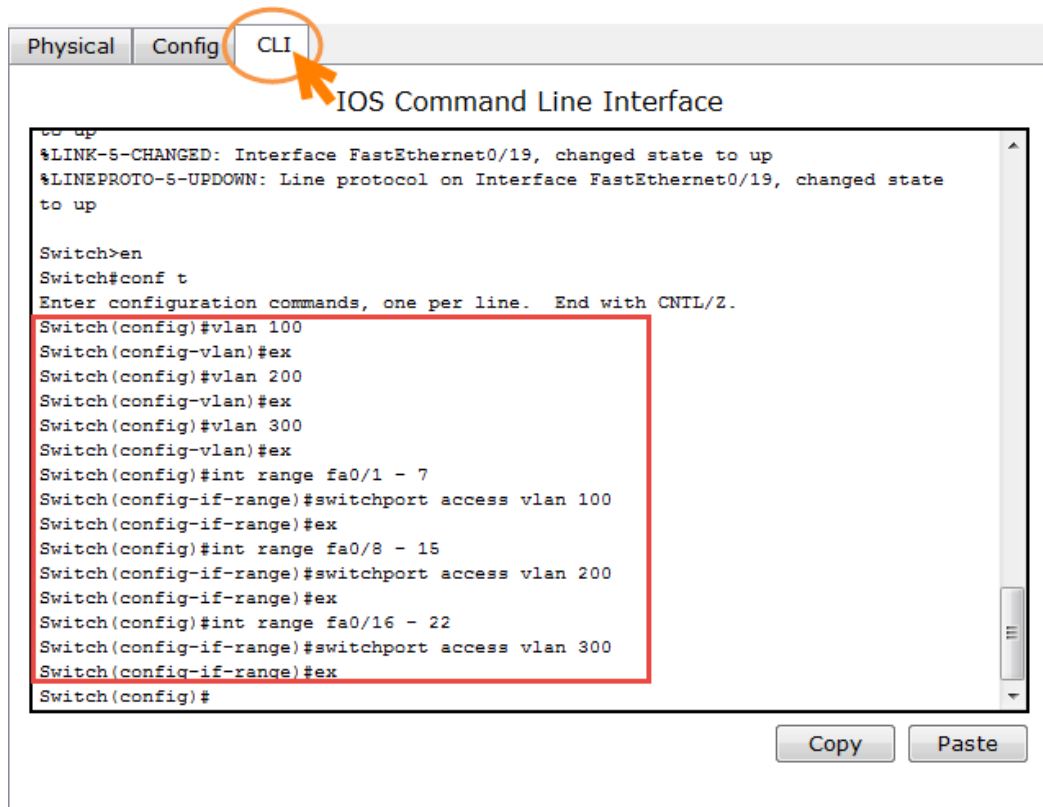 Physical Config CLI
IOS Command Line Interface
to up
%LINK-5-CHANGED: Interface FastEthernet0/19, changed state to up
%LINEPROTO-5-UPDOWN: Line protocol on Interface FastEthernet0/19, changed state
to up
Switch>en
Switch#conf t
Enter configuration commands, one per line.  End with CNTL/Z.
Switch(config)#vlan 100
Switch(config-vlan)#ex
Switch(config)#vlan 200
Switch(config-vlan)#ex
Switch(config)#vlan 300
Switch(config-vlan)#ex
Switch(config)#int range fa0/1 - 7
Switch(config-if-range)#switchport access vlan 100
Switch(config-if-range)#ex
Switch(config)#int range fa0/8 - 15
Switch(config-if-range)#switchport access vlan 200
Switch(config-if-range)#ex
Switch(config)#int range fa0/16 - 22
Switch(config-if-range)#switchport access vlan 300
Switch(config-if-range)#ex
Switch(config)#
Copy Paste